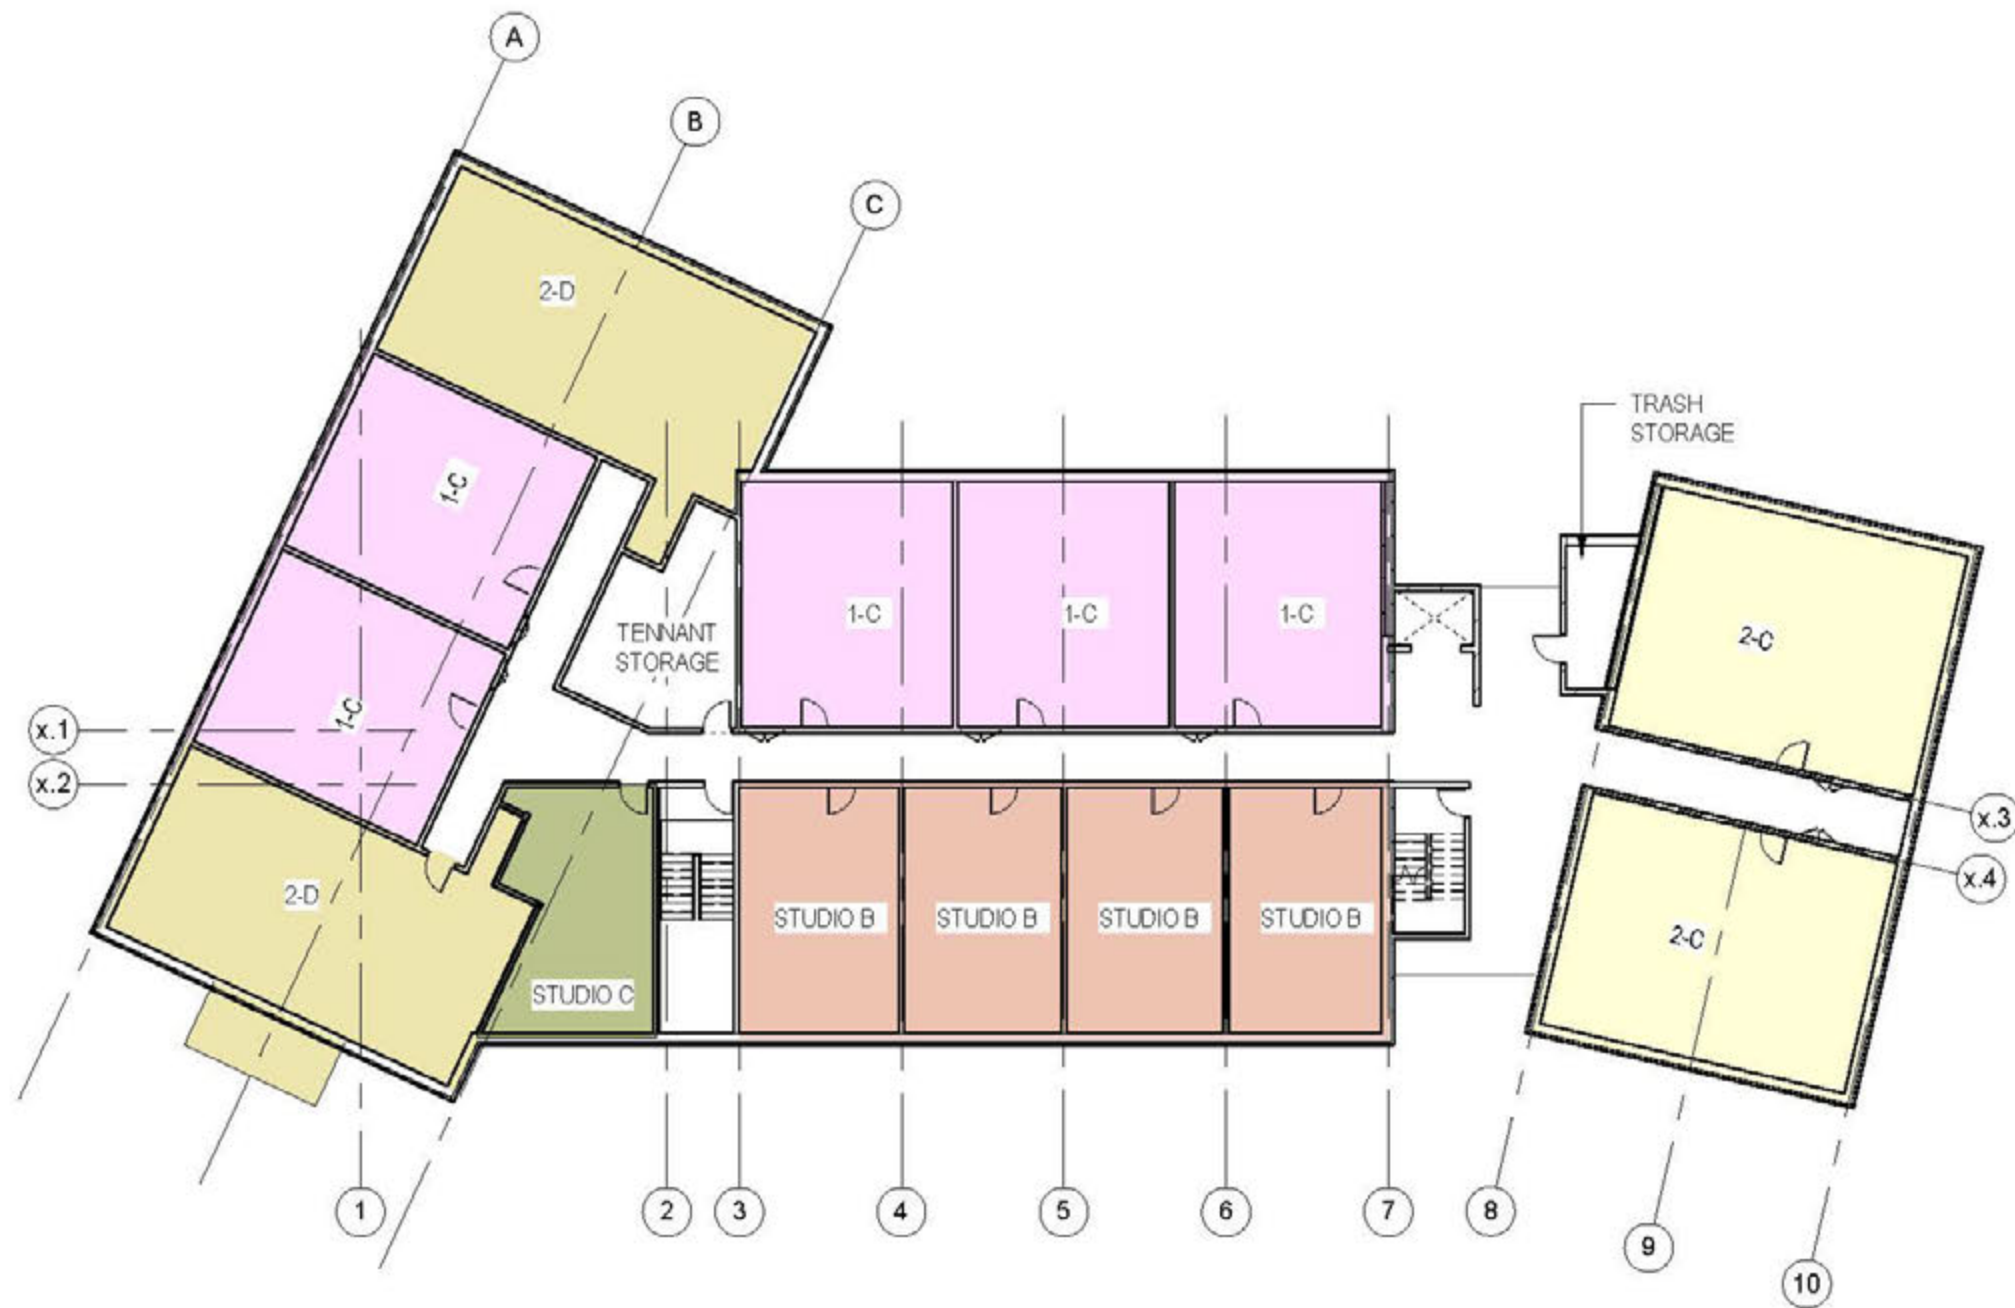 A
B
C
2-D
TRASH
STORAGE
1-C
1-C
1-C
1-C
TENNANT
STORAGE
2-C
1-C
x.1
x.2
x.3
x.4
2-D
STUDIO B
STUDIO B
STUDIO B
STUDIO B
2-C
STUDIO C
1
2
3
4
5
6
7
8
9
10